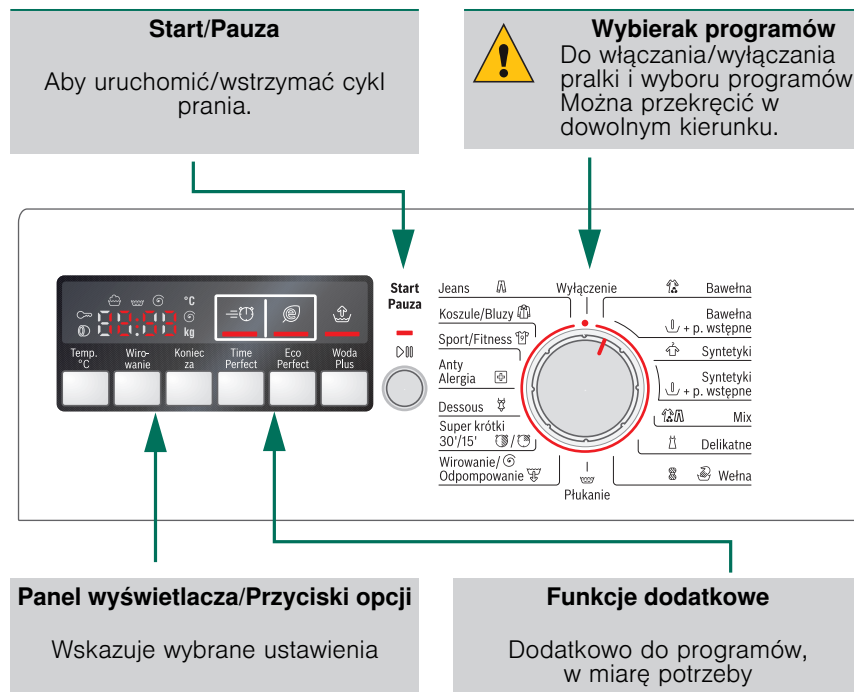 Start/Pauza
Aby uruchomić/wstrzymać cykl
prania.
Wybierak programów
Do włączania/wyłączania
pralki i wyboru programów
Można przekręcić w
dowolnym kierunku.
°C
kg
Temp.
°C
Wiro-
wanie
Koniec
za
Time
Perfect
Eco
Perfect
Woda
Plus
Start
Pauza
Jeans
Koszule/Bluzy
Sport/Fitness
Anty
Alergia
Dessous
Super krótki
30'/15'
Wirowanie/
Odpompowanie
Wyłączenie
Płukanie
Bawełna
Bawełna
+ p. wstępne
Syntetyki
Syntetyki
+ p. wstępne
Mix
Delikatne
Wełna
Panel wyświetlacza/Przyciski opcji
Wskazuje wybrane ustawienia
Funkcje dodatkowe
Dodatkowo do programów,
w miarę potrzeby